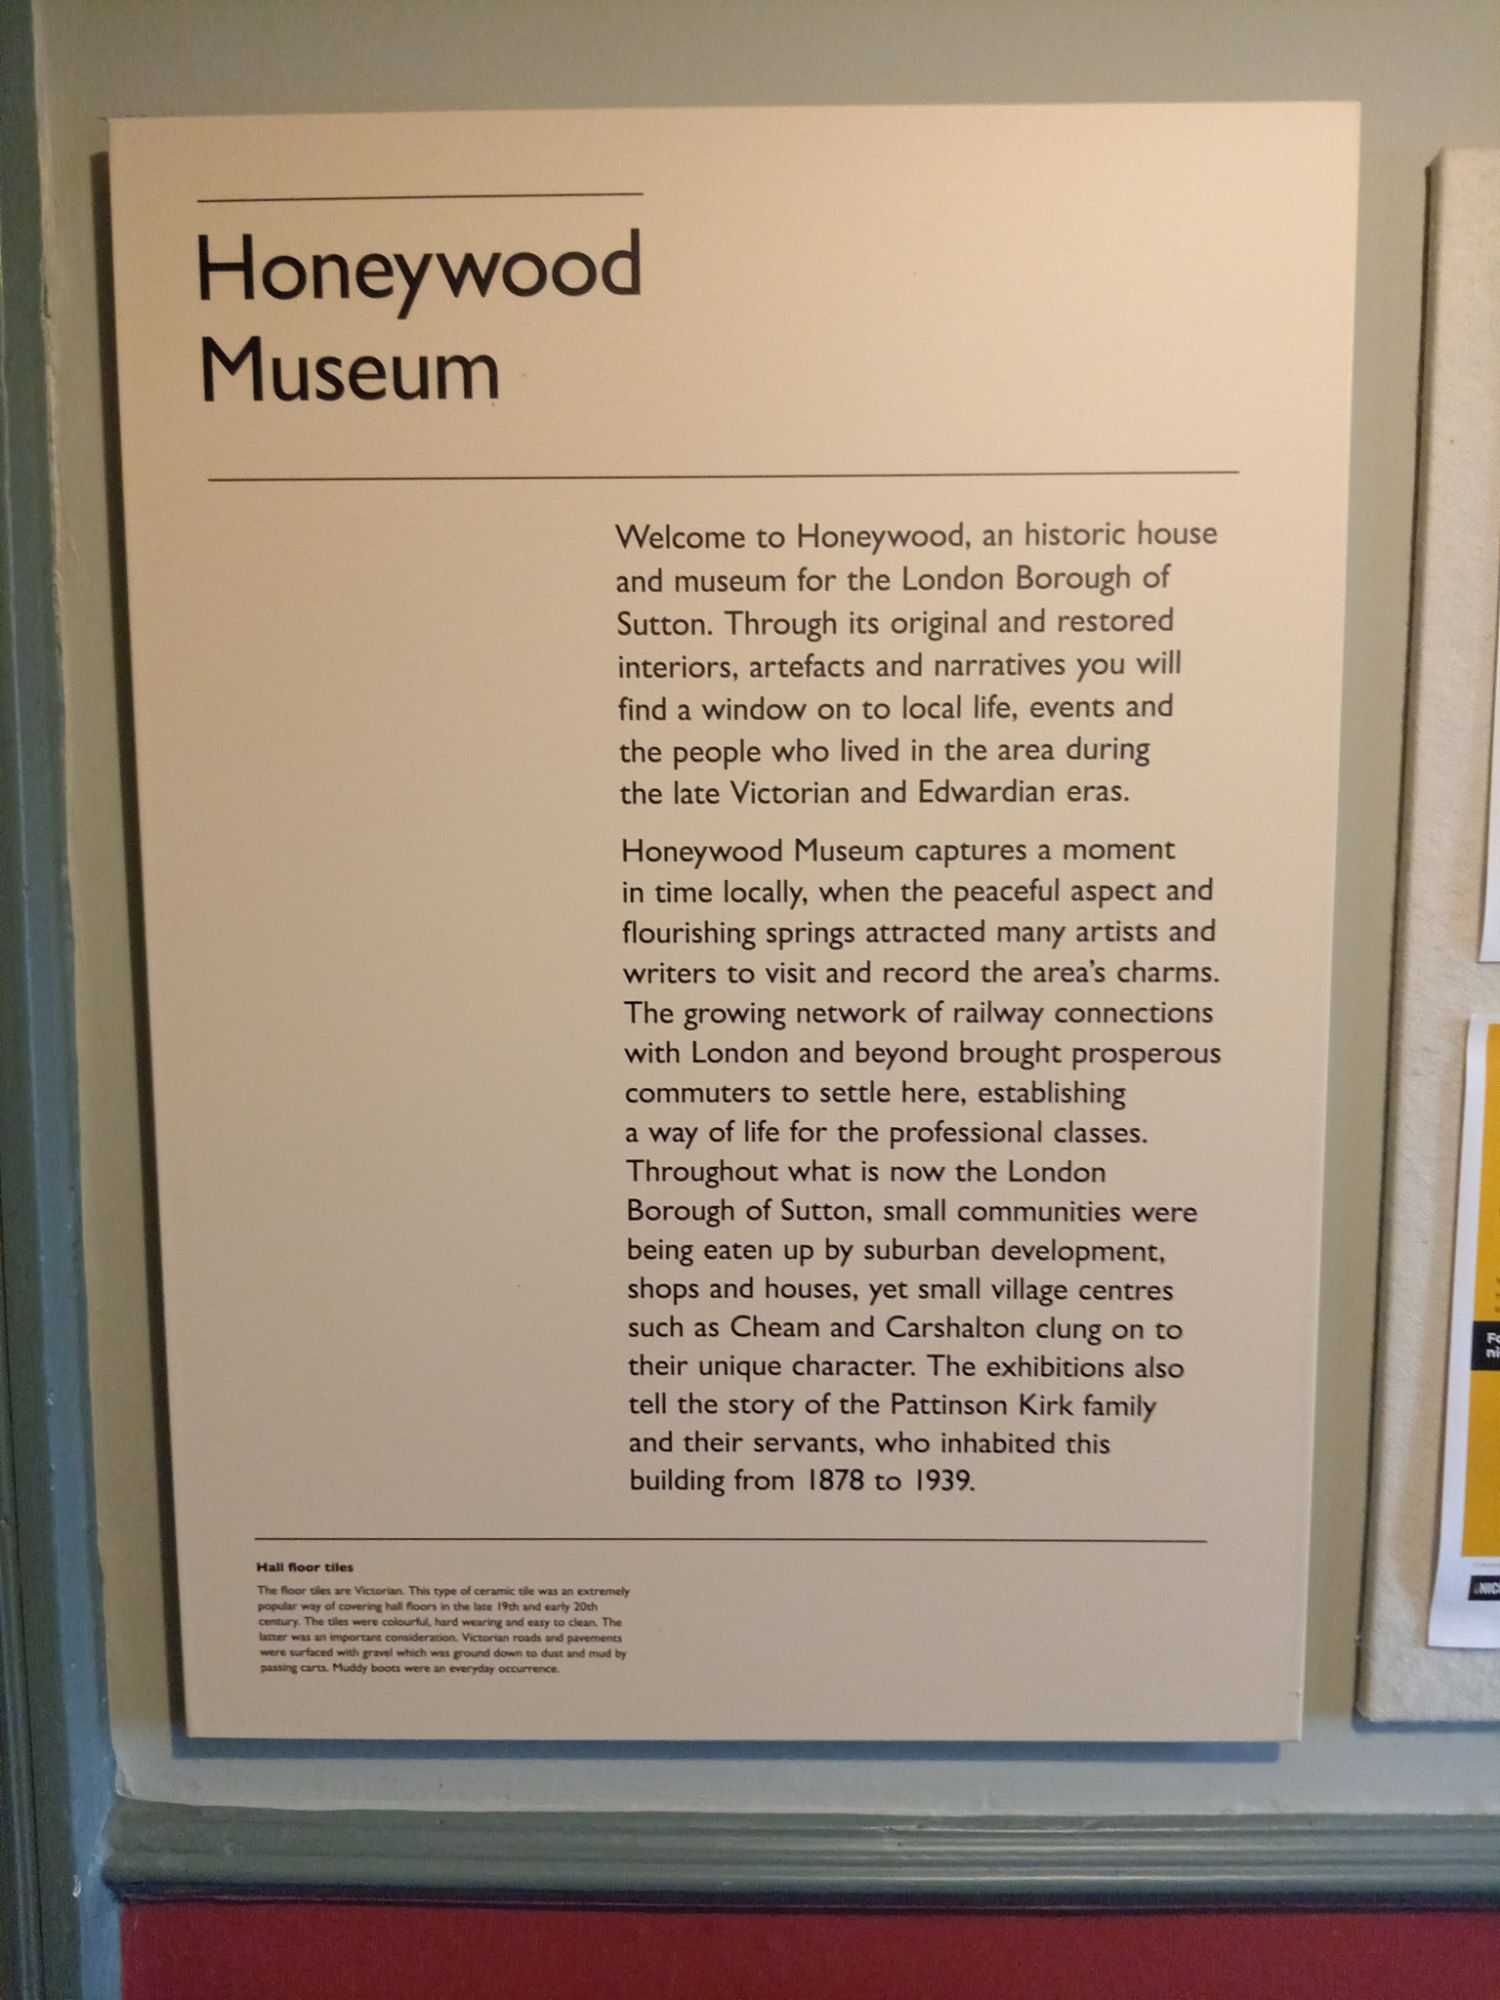 Honeywood
Museum
Welcome to Honeywood, an historic house
and museum for the London Borough of
Sutton. Through its original and restored
interiors, artefacts and narratives you will
find a window on to local life, events and
the people who lived in the area during
the late Victorian and Edwardian eras.
Honeywood Museum captures a moment
in time locally, when the peaceful aspect and
flourishing springs attracted many artists and
writers to visit and record the area's charms.
The growing network of railway connections
with London and beyond brought prosperous
commuters to settle here, establishing
a way of life for the professional classes.
Throughout what is now the London
Borough of Sutton, small communities were
being eaten up by suburban development,
shops and houses, yet small village centres
such as Cheam and Carshalton clung on to
their unique character. The exhibitions also
tell the story of the Pattinson Kirk family
and their servants, who inhabited this
building from 1878 to 1939.
Hall floor tiles
The floor tiles are Victorian. This type of ceramic tile was an extremely
popular way of covering hall floors in the late 19th and early 20th
century. The tiles were colourful, hard wearing and easy to clean. The
latter was an important consideration. Victorian roads and pavements
were surfaced with gravel which was ground down to dust and mud by
passing carts. Muddy boots were an everyday occurrence.